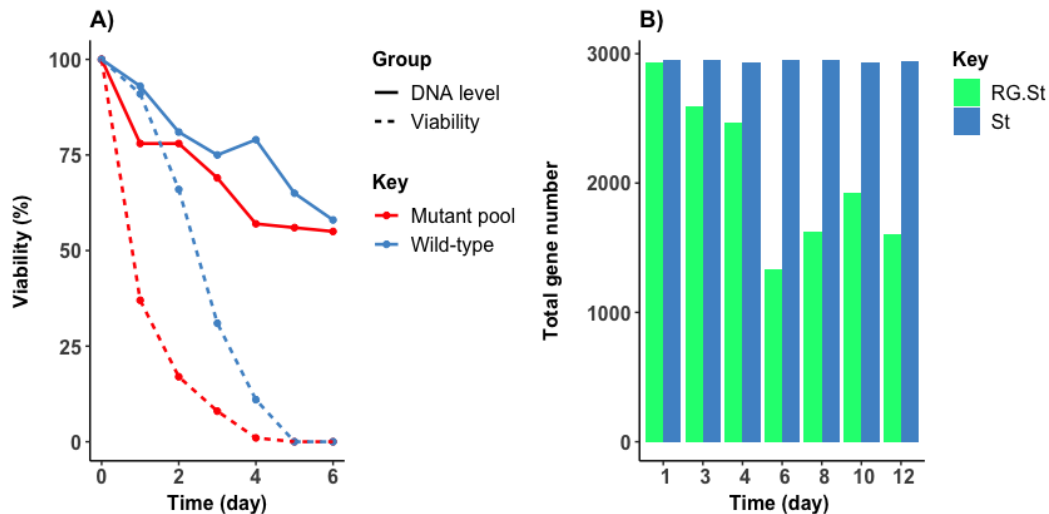 A)
Viability (%)
100
75
50
25
0
0 2 4 6
Time (day)
Group
DNA level
Viability
Key
Mutant pool
Wild-type
B)
Total gene number
3000
2000
1000
0
1 3 4 6 8 10 12
Time (day)
Key
RG.St
St